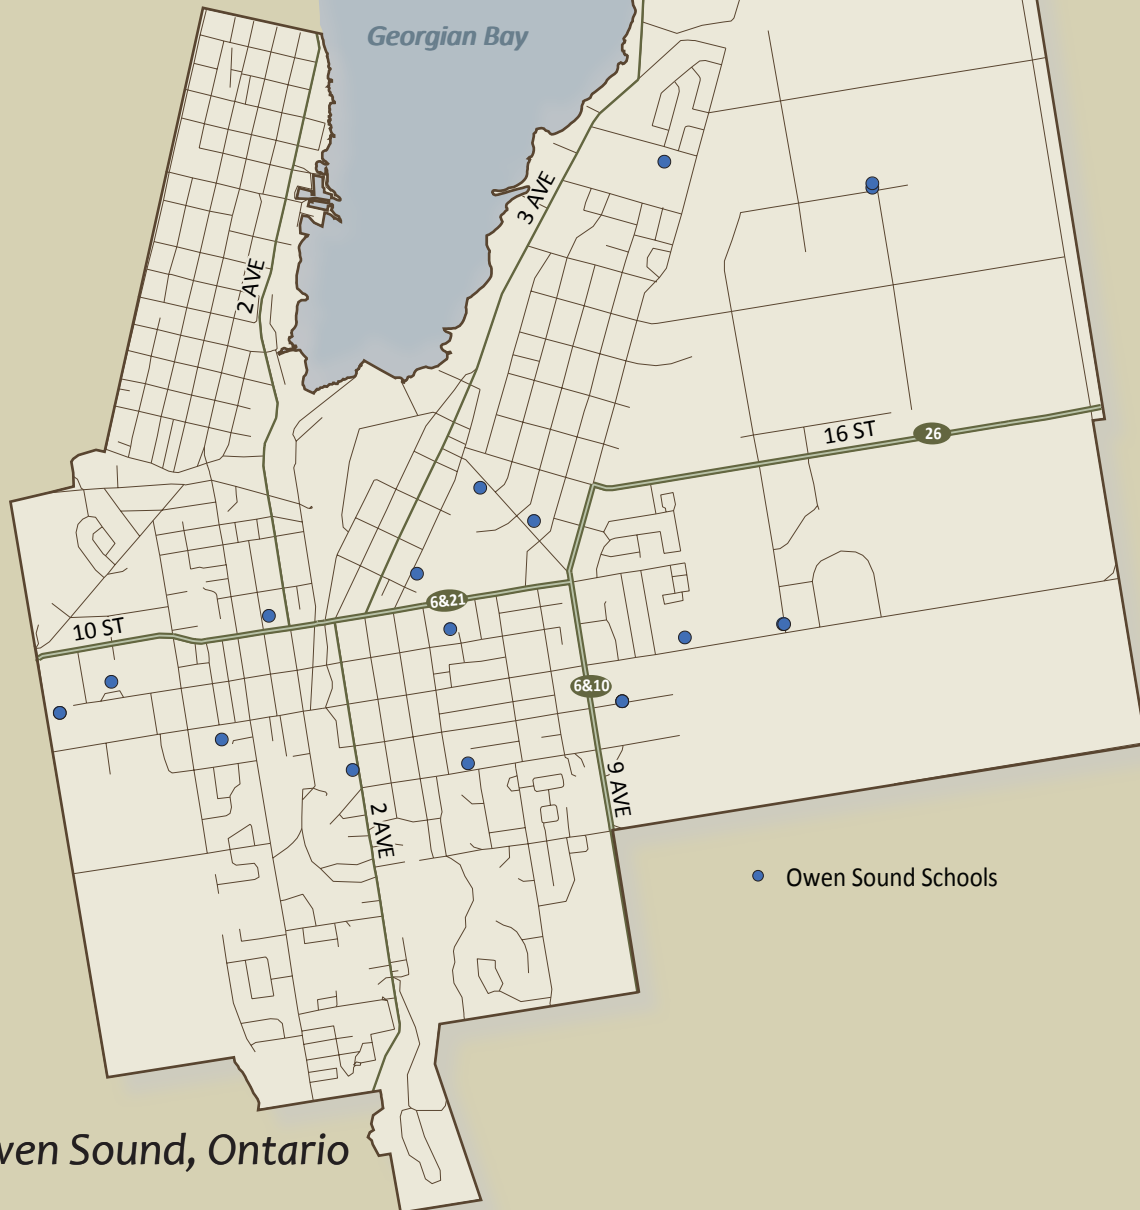 Georgian Bay
3 AVE
2 AVE
16 ST
26
6&21
10 ST
6&10
9 AVE
2 AVE
Owen Sound Schools
wen Sound, Ontario